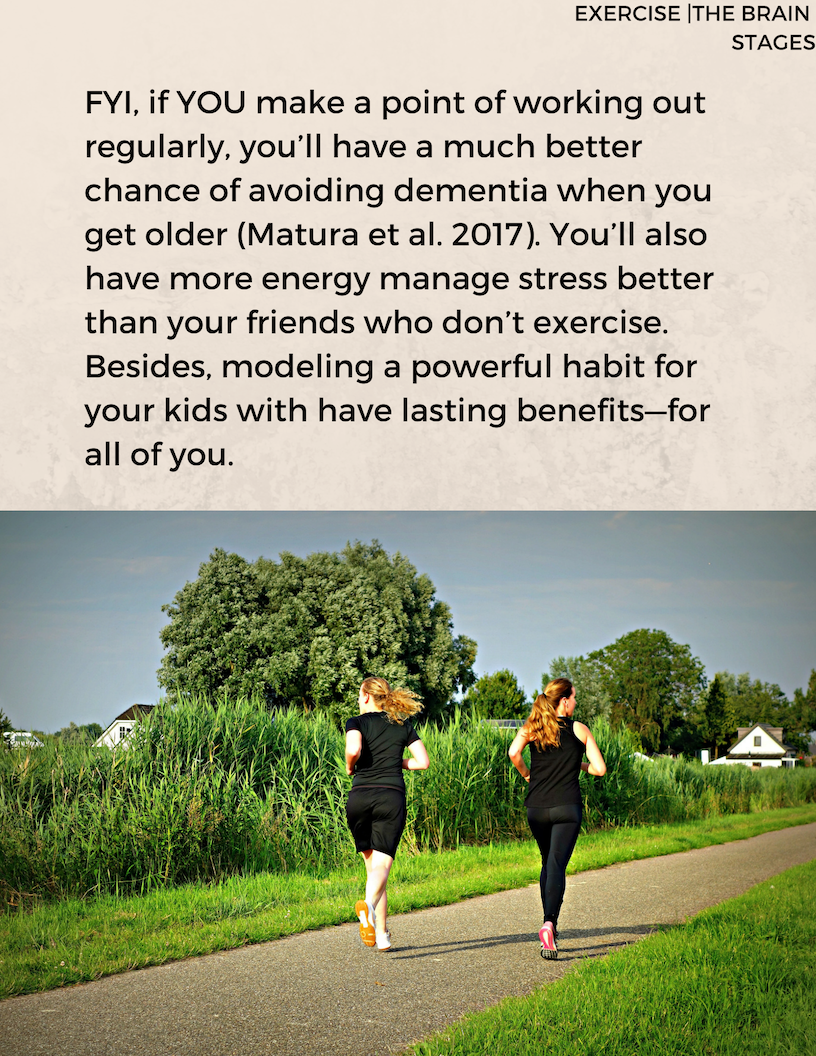 EXERCISE |THE BRAIN
STAGES
FYI, if YOU make a point of working out
regularly, you’ll have a much better
chance of avoiding dementia when you
get older (Matura et al. 2017). You’ll also
have more energy manage stress better
than your friends who don’t exercise.
Besides, modeling a powerful habit for
your kids with have lasting benefits—for
all of you.